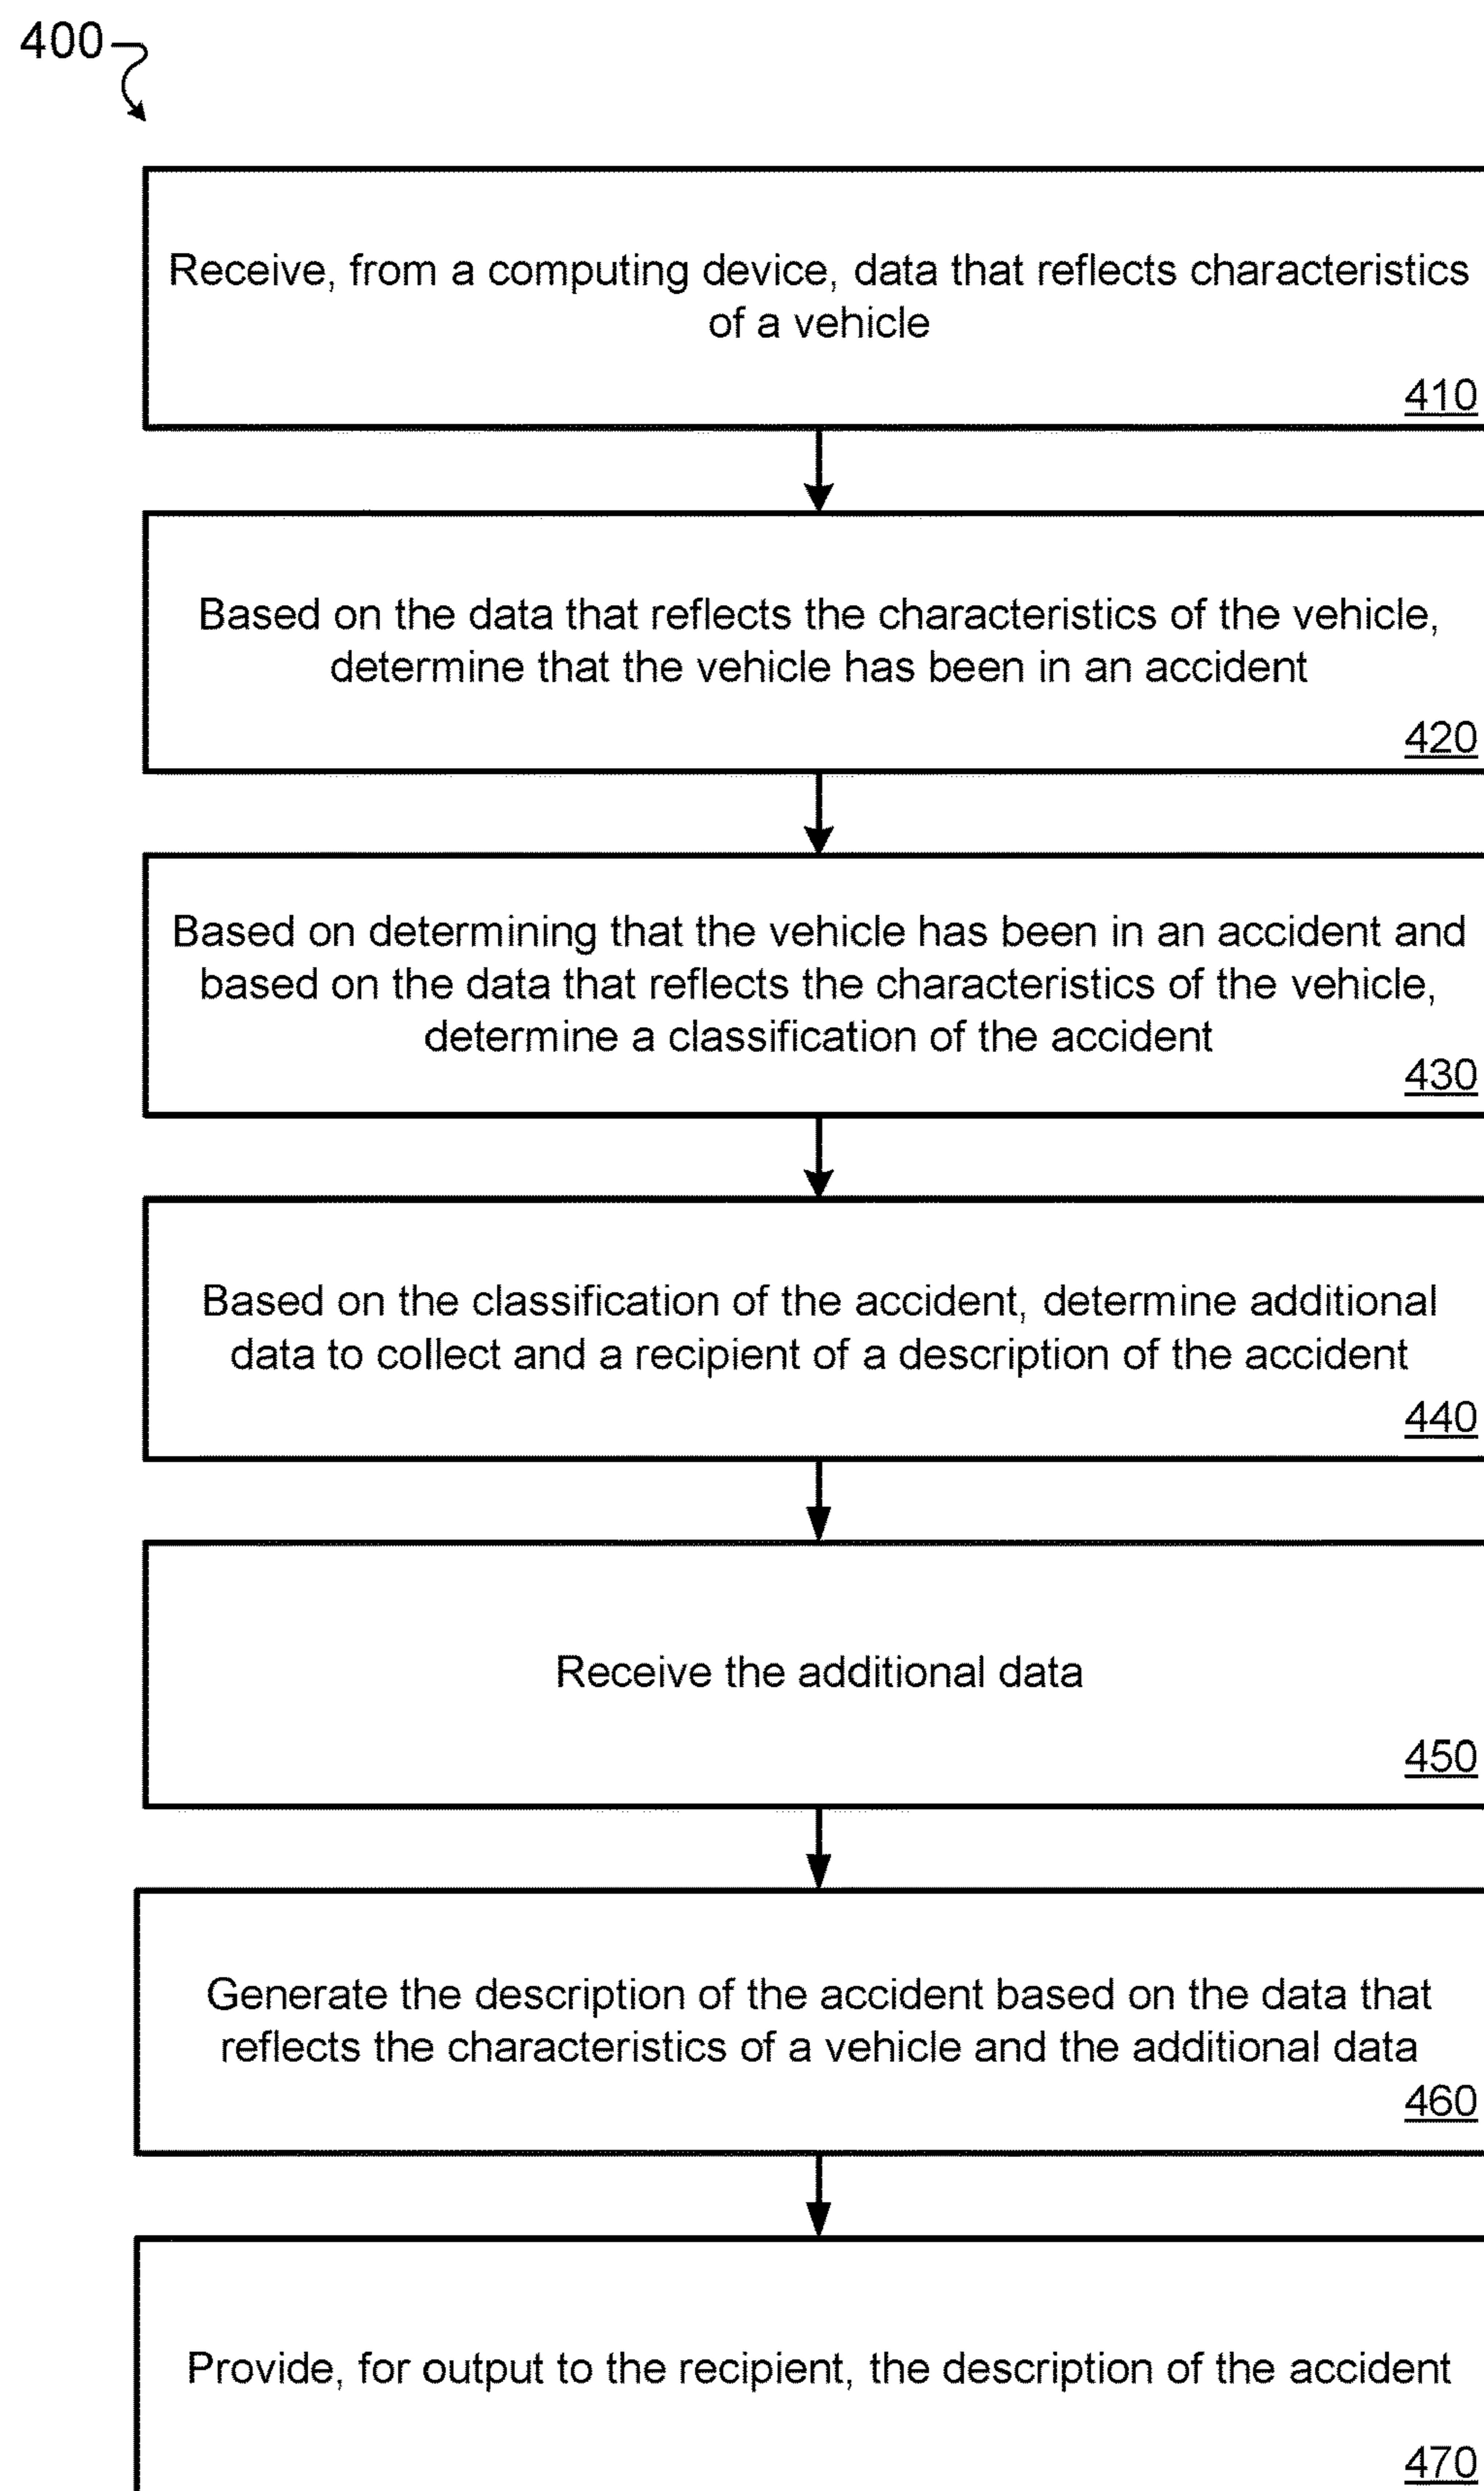 400
Receive, from a computing device, data that reflects characteristics
of a vehicle
410
Based on the data that reflects the characteristics of the vehicle,
determine that the vehicle has been in an accident
420
Based on determining that the vehicle has been in an accident and
based on the data that reflects the characteristics of the vehicle,
determine a classification of the accident
430
Based on the classification of the accident, determine additional
data to collect and a recipient of a description of the accident
440
Receive the additional data
450
Generate the description of the accident based on the data that
reflects the characteristics of a vehicle and the additional data
460
Provide, for output to the recipient, the description of the accident
470